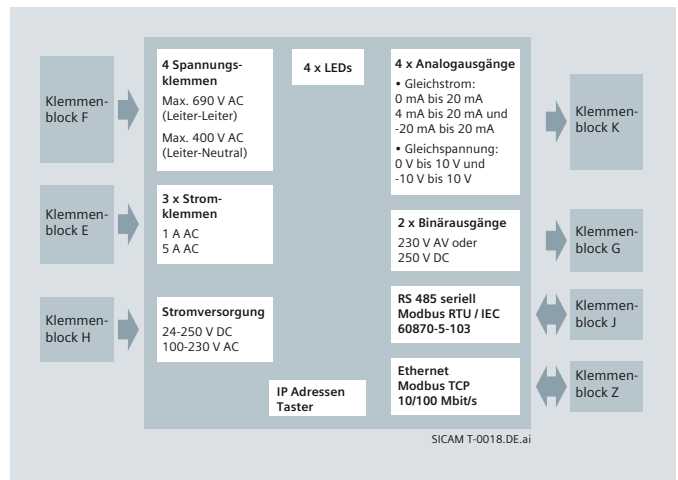 Klemmen-
block F
4 Spannungs-
klemmen
Max. 690 V AC
(Leiter-Leiter)
Max. 400 V AC
(Leiter-Neutral)
4 x LEDs
4 x Analogausgänge
• Gleichstrom:
0 mA bis 20 mA
4 mA bis 20 mA und
-20 mA bis 20 mA
• Gleichspannung:
0 V bis 10 V und
-10 V bis 10 V
Klemmen-
block K
Klemmen-
block E
3 x Strom-
klemmen
1 A AC
5 A AC
2 x Binärausgänge
230 V AV oder
250 V DC
Klemmen-
block G
Klemmen-
block H
Stromversorgung
24-250 V DC
100-230 V AC
RS 485 seriell
Modbus RTU / IEC
60870-5-103
Klemmen-
block J
IP Adressen
Taster
Ethernet
Modbus TCP
10/100 Mbit/s
Klemmen-
block Z
SICAM T-0018.DE.ai